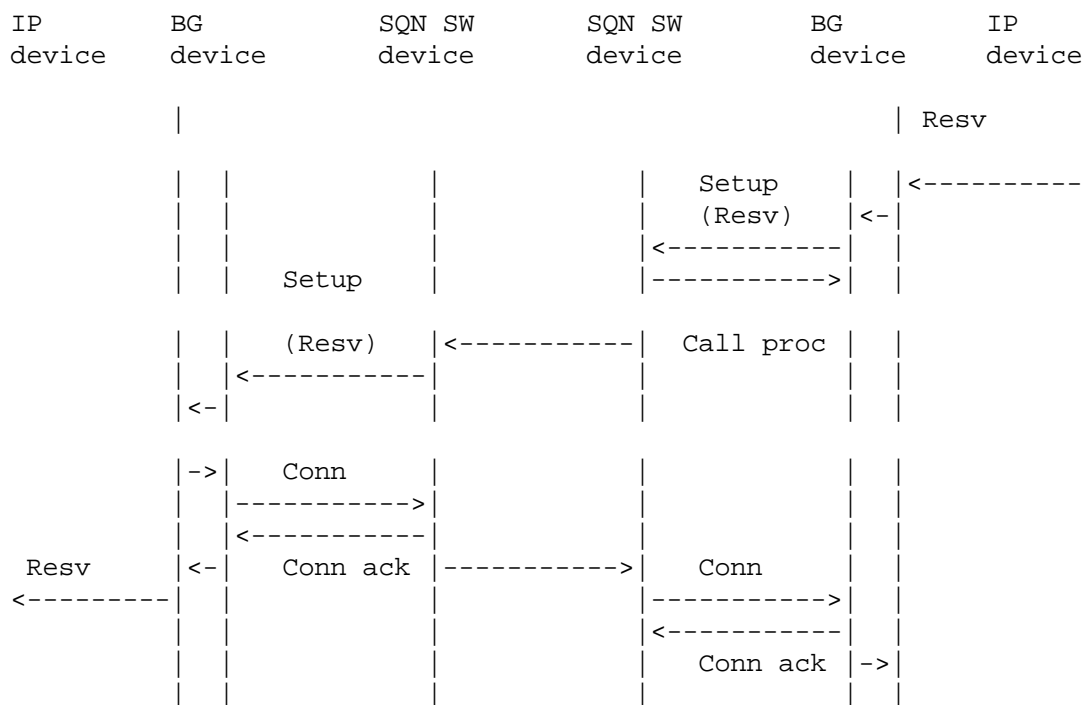 IP BG SQN SW SQN SW BG IP
device device device device device device
| | Resv
| | | | Setup | |<----------
| | | | (Resv) |<-|
| | | |<-----------| |
| | Setup | |----------->| |
| | (Resv) |<-----------| Call proc | |
| |<-----------| | | |
|<-| | | | |
|->| Conn | | | |
| |----------->| | | |
| |<-----------| | | |
Resv |<-| Conn ack |----------->| Conn | |
<---------| | | |----------->| |
| | | |<-----------| |
| | | | Conn ack |->|
| | | | | |